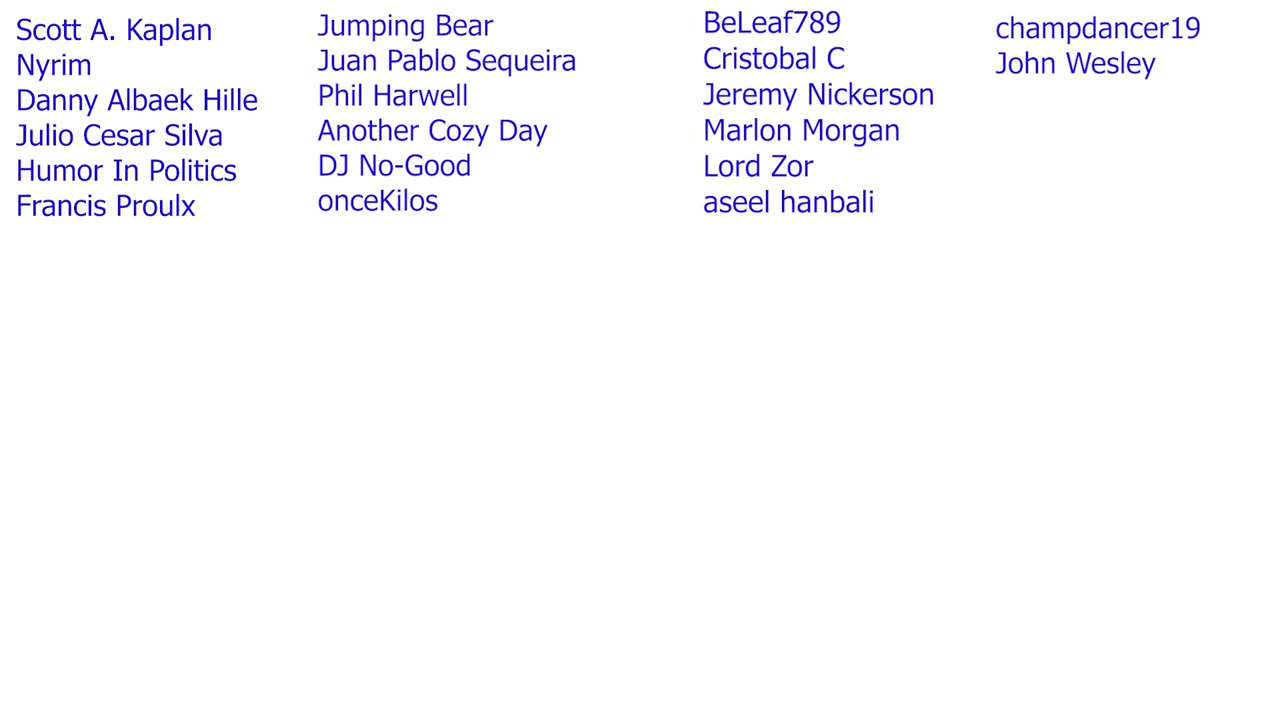 Scott A. Kaplan
Nyrim
Danny Albaek Hille
Julio Cesar Silva
Humor In Politics
Francis Proulx
Jumping Bear
Juan Pablo Sequeira
Phil Harwell
Another Cozy Day
DJ No-Good
onceKilos
BeLeaf789
Cristobal C
Jeremy Nickerson
Marlon Morgan
Lord Zor
aseel hanbali
champdancer19
John Wesley